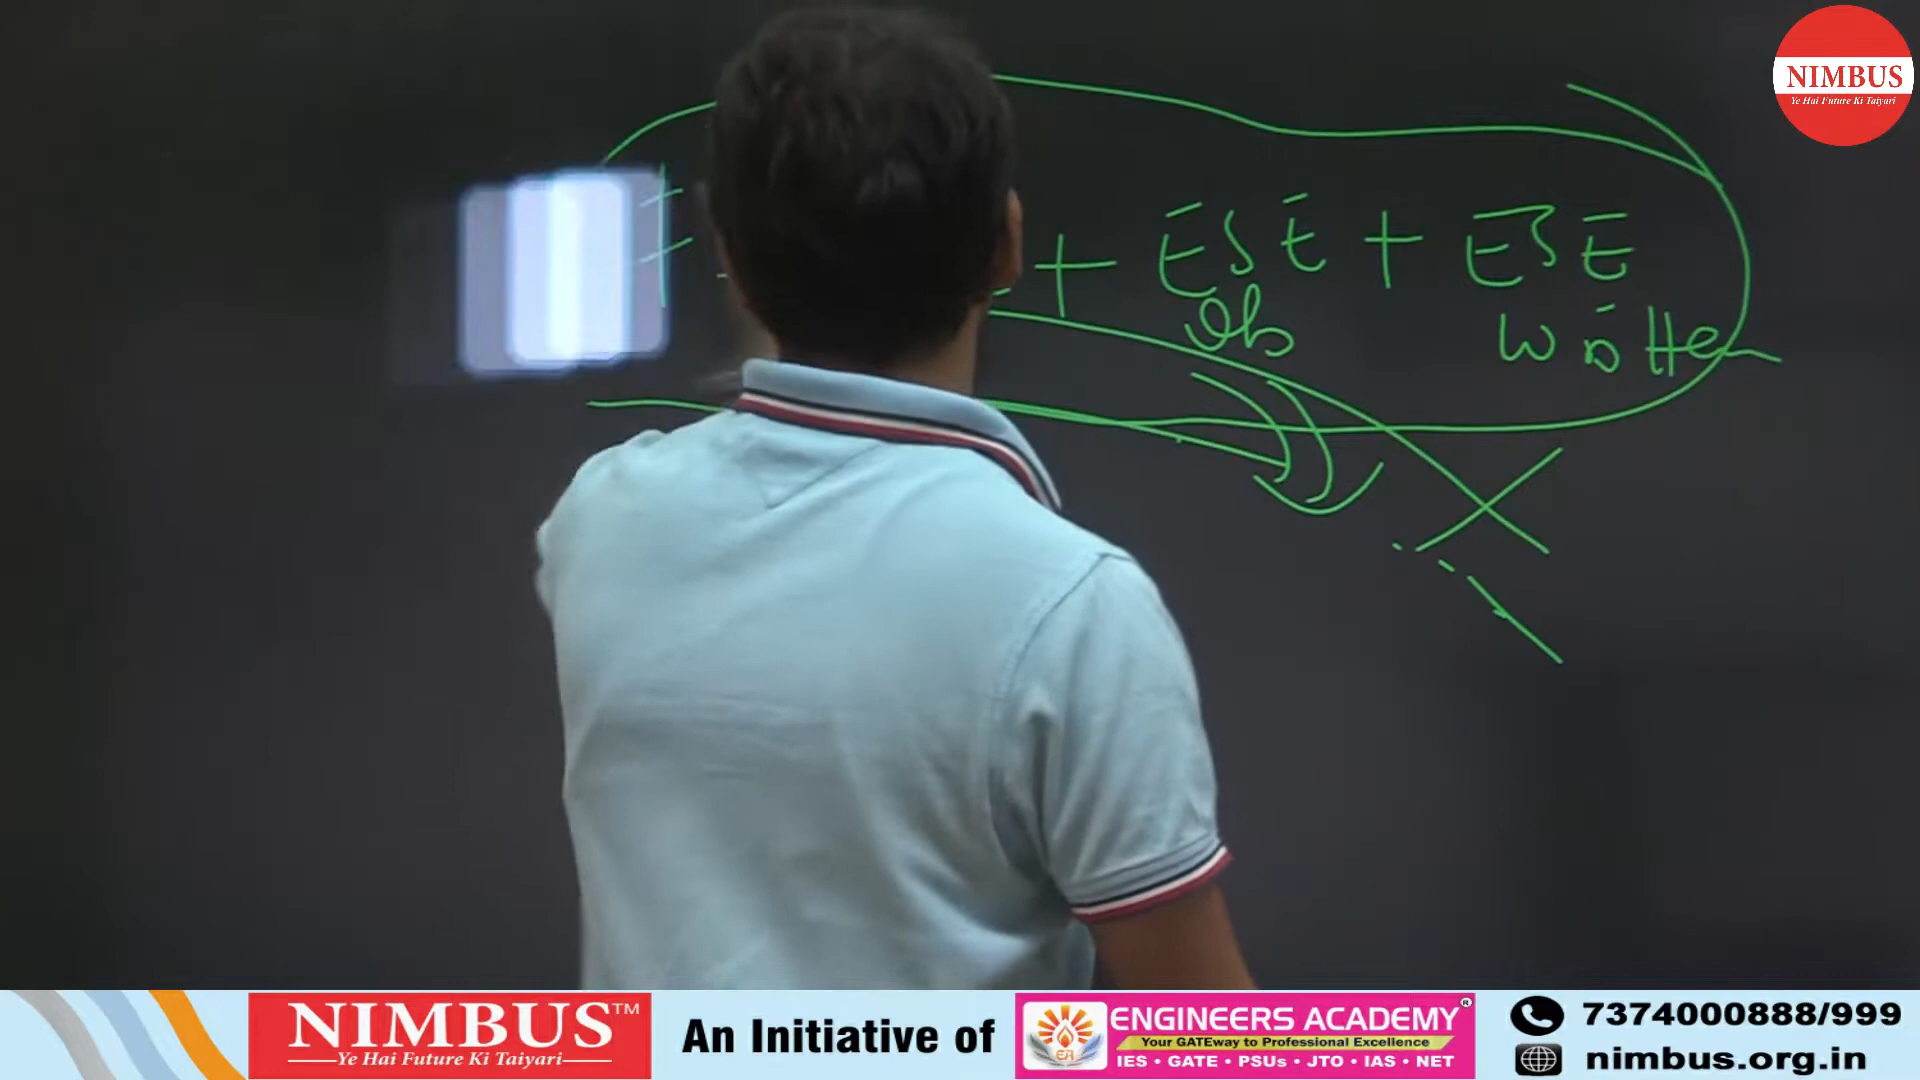 NIMBUS
Ye Hai Future Ki Taiyari
+ ESE + ESE
Ob
Written
NIMBUS™
Ye Hai Future Ki Taiyari
An Initiative of
ENGINEERS ACADEMY®
Your GATEway to Professional Excellence
IES • GATE • PSUs • JTO • IAS • NET
7374000888/999
nimbus.org.in